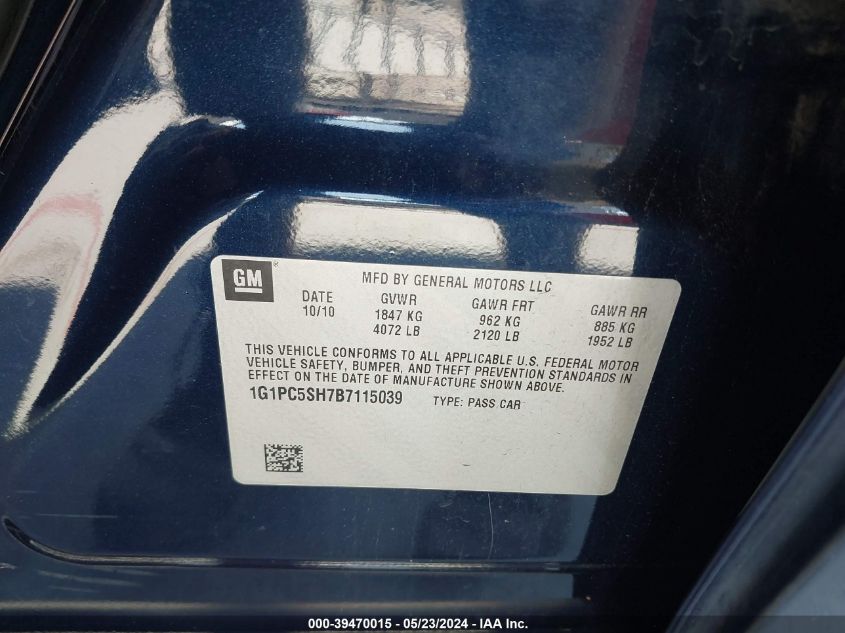 GM®
MFD BY GENERAL MOTORS LLC
DATE GVWR GAWR FRT GAWR RR
10/10 1847 KG 962 KG 885 KG
4072 LB 2120 LB 1952 LB
THIS VEHICLE CONFORMS TO ALL APPLICABLE U.S. FEDERAL MOTOR
VEHICLE SAFETY, BUMPER, AND THEFT PREVENTION STANDARDS IN
EFFECT ON THE DATE OF MANUFACTURE SHOWN ABOVE.
1G1PC5SH7B7115039 TYPE: PASS CAR
000-39470015 - 05/23/2024 - IAA Inc.